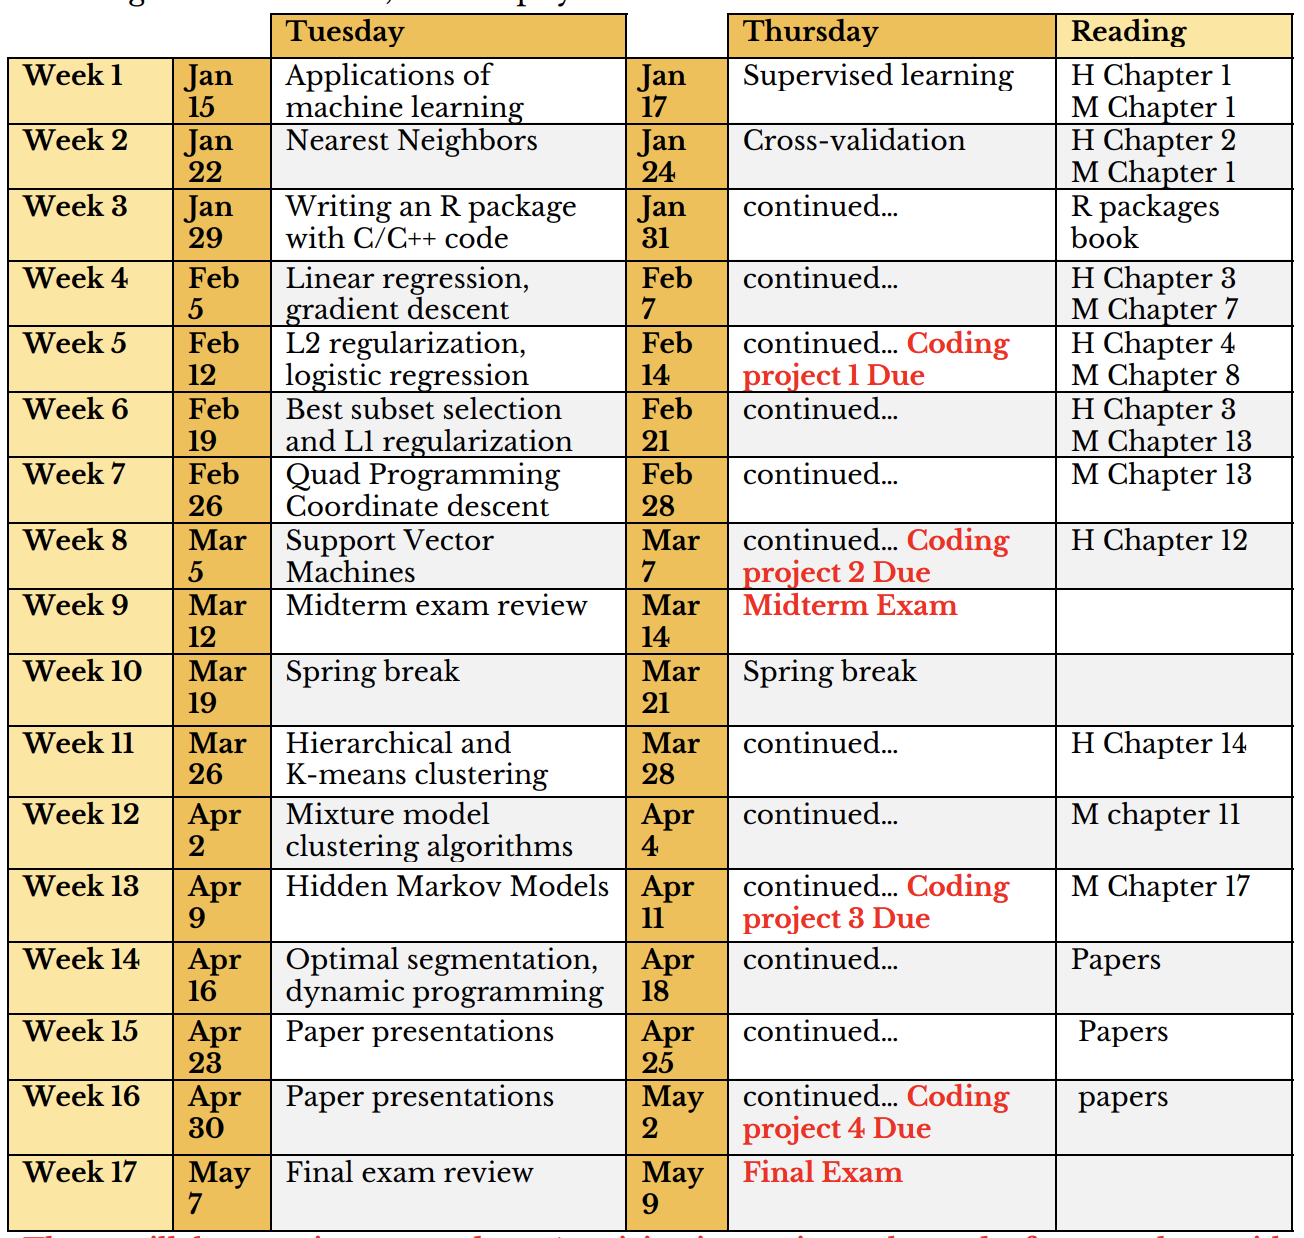 Tuesday Thursday Reading
Week 1 Jan Applications of Jan Supervised learning H Chapter 1
15 machine learning 17 M Chapter 1
Week 2 Jan Nearest Neighbors Jan Cross-validation H Chapter 2
22 24 M Chapter 1
Week 3 Jan Writing an R package Jan continued... R packages
29 with C/C++ code 31 book
Week 4 Feb Linear regression, Feb continued... H Chapter 3
5 gradient descent 7 M Chapter 7
Week 5 Feb L2 regularization, Feb continued... Coding H Chapter 4
12 logistic regression 14 project 1 Due M Chapter 8
Week 6 Feb Best subset selection Feb continued... H Chapter 3
19 and L1 regularization 21 M Chapter 13
Week 7 Feb Quad Programming Feb continued... M Chapter 13
26 Coordinate descent 28
Week 8 Mar Support Vector Mar continued... Coding H Chapter 12
5 Machines 7 project 2 Due
Week 9 Mar Midterm exam review Mar Midterm Exam
12 14
Week 10 Mar Spring break Mar Spring break
19 21
Week 11 Mar Hierarchical and Mar continued... H Chapter 14
26 K-means clustering 28
Week 12 Apr Mixture model Apr continued... M chapter 11
2 clustering algorithms 4
Week 13 Apr Hidden Markov Models Apr continued... Coding M Chapter 17
9 11 project 3 Due
Week 14 Apr Optimal segmentation, Apr continued... Papers
16 dynamic programming 18
Week 15 Apr Paper presentations Apr continued... Papers
23 25
Week 16 Apr Paper presentations May continued... Coding papers
30 2 project 4 Due
Week 17 May Final exam review May Final Exam
7 9